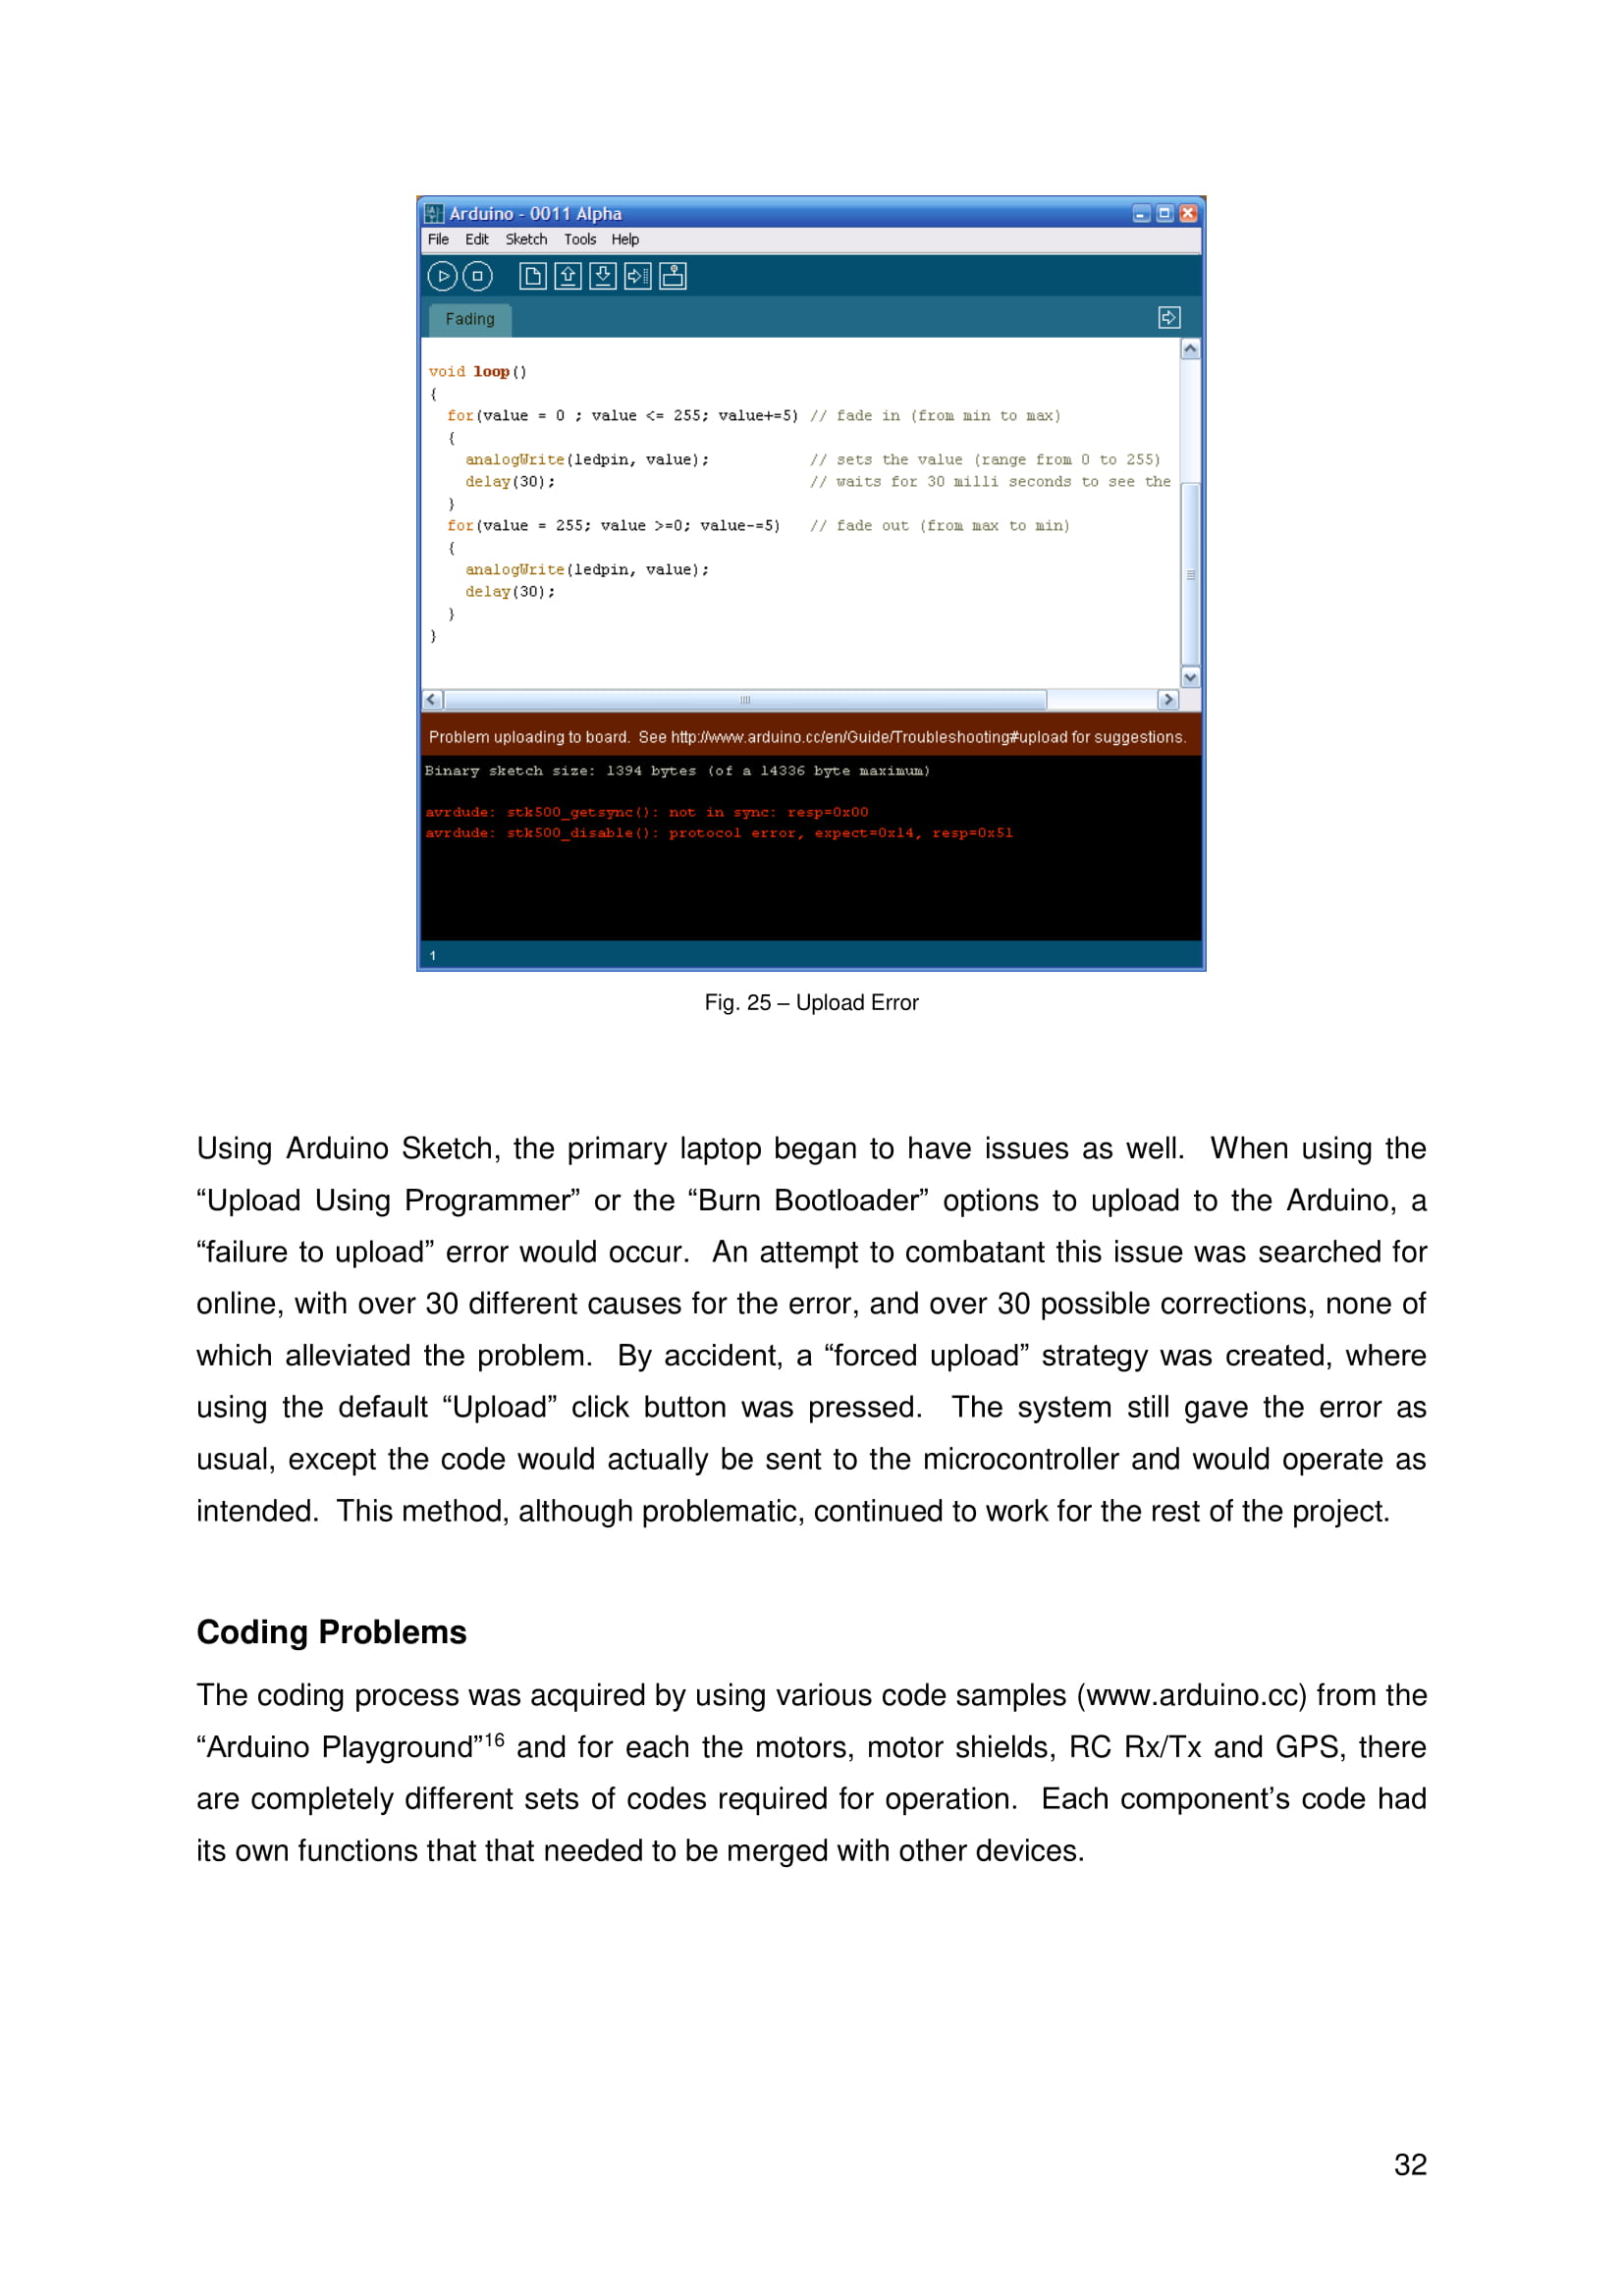 Arduino - 0011 Alpha
File Edit Sketch Tools Help
Fading
void loop()
{
for(value = 0 ; value <= 255; value+=5) // fade in (from min to max)
{
analogWrite(ledpin, value); // sets the value (range from 0 to 255)
delay(30); // waits for 30 milli seconds to see the
}
for(value = 255; value >=0; value-=5) // fade out (from max to min)
{
analogWrite(ledpin, value);
delay(30);
}
}
Problem uploading to board. See http://www.arduino.cc/en/Guide/Troubleshooting#upload for suggestions.
Binary sketch size: 1394 bytes (of a 14336 byte maximum)
avrdude: stk500_getsync(): not in sync: resp=0x00
avrdude: stk500_disable(): protocol error, expect=0x14, resp=0x51
1
Fig. 25 – Upload Error
Using Arduino Sketch, the primary laptop began to have issues as well. When using the
“Upload Using Programmer” or the “Burn Bootloader” options to upload to the Arduino, a
“failure to upload” error would occur. An attempt to combatant this issue was searched for
online, with over 30 different causes for the error, and over 30 possible corrections, none of
which alleviated the problem. By accident, a “forced upload” strategy was created, where
using the default “Upload” click button was pressed. The system still gave the error as
usual, except the code would actually be sent to the microcontroller and would operate as
intended. This method, although problematic, continued to work for the rest of the project.
Coding Problems
The coding process was acquired by using various code samples (www.arduino.cc) from the
“Arduino Playground”16 and for each the motors, motor shields, RC Rx/Tx and GPS, there
are completely different sets of codes required for operation. Each component’s code had
its own functions that that needed to be merged with other devices.
32